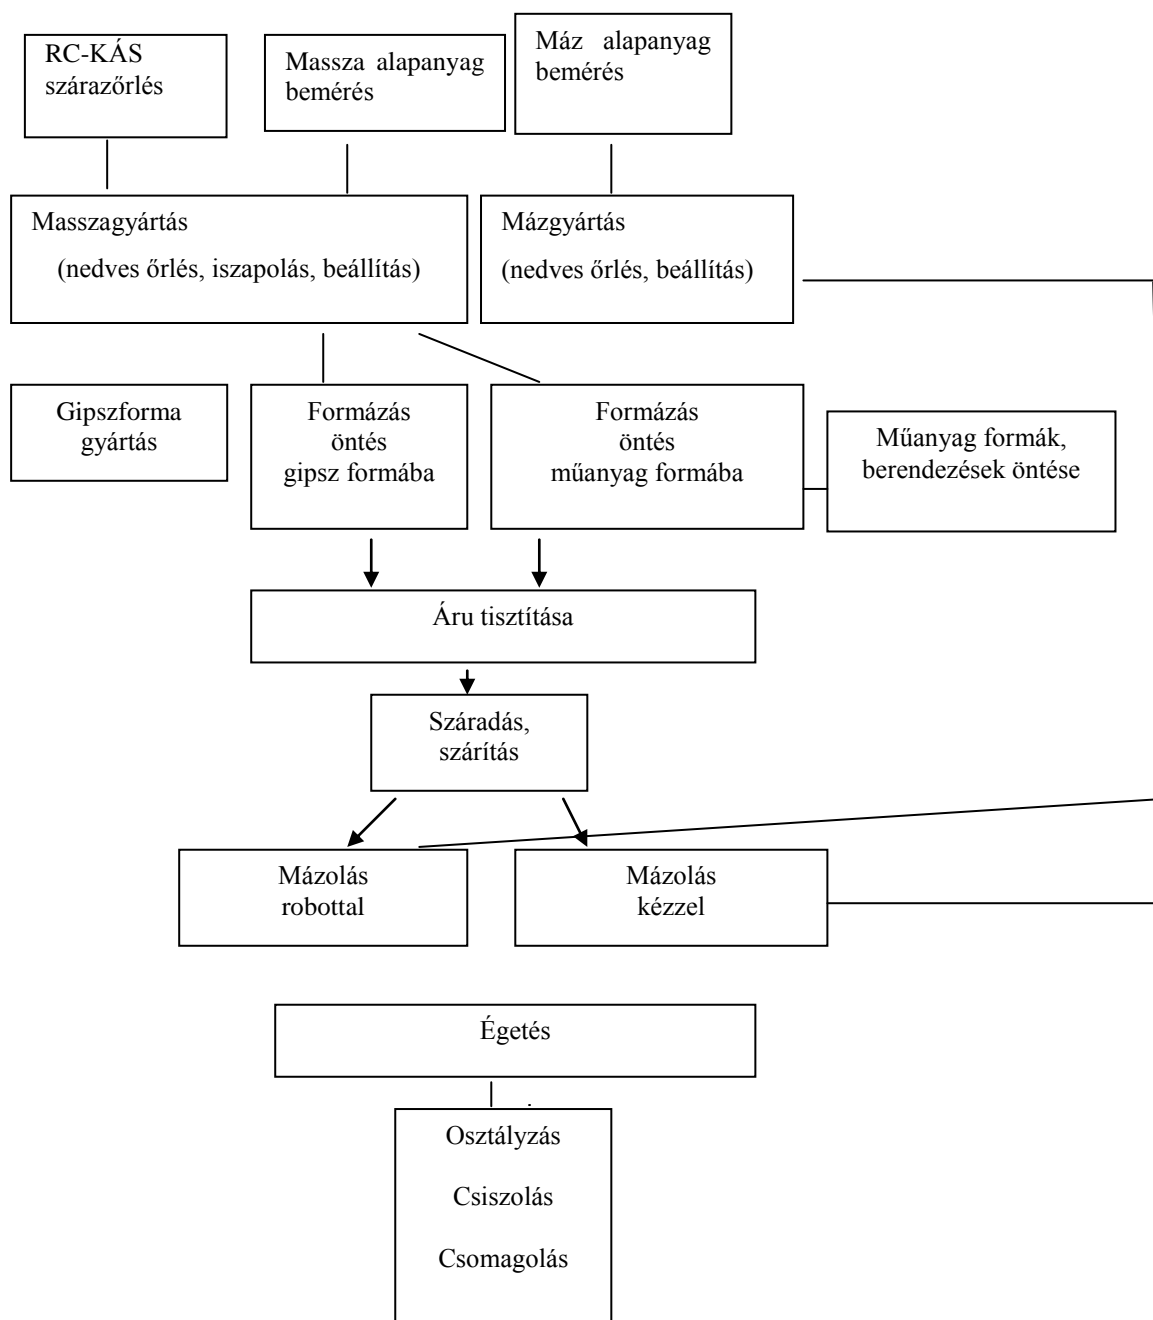 RC-KÁS
szárazőrlés
Massza alapanyag
bemérés
Máz alapanyag
bemérés
Masszagyártás
(nedves őrlés, iszapolás, beállítás)
Mázgyártás
(nedves őrlés, beállítás)
Gipszforma
gyártás
Formázás
öntés
gipsz formába
Formázás
öntés
műanyag formába
Műanyag formák,
berendezések öntése
Áru tisztítása
Száradás,
szárítás
Mázolás
robottal
Mázolás
kézzel
Égetés
Osztályzás
Csiszolás
Csomagolás